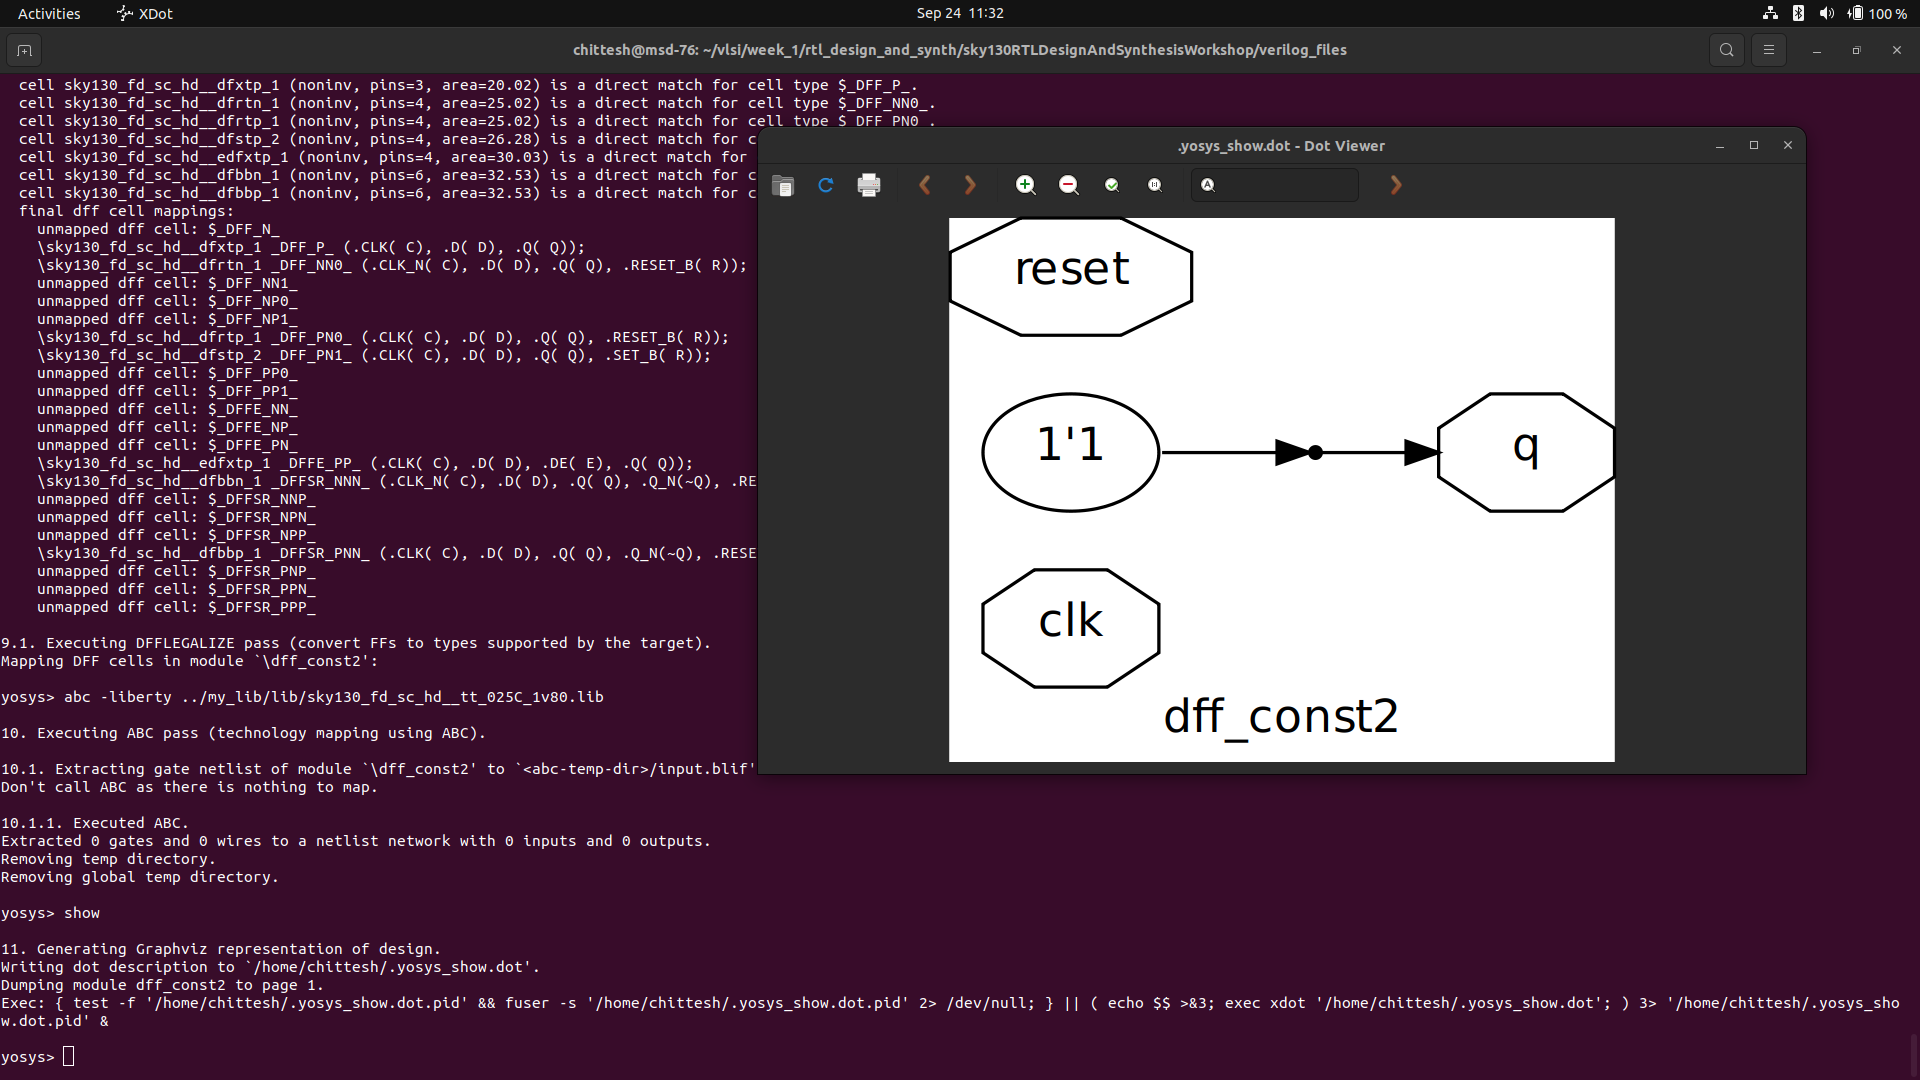 Activities
XDot
Sep 24 11:32
100 %
chittesh@msd-76: ~/vlsi/week_1/rtl_design_and_synth/sky130RTLDesignAndSynthesisWorkshop/verilog_files
cell sky130_fd_sc_hd__dfxtp_1 (noninv, pins=3, area=20.02) is a direct match for cell type $_DFF_P_.
cell sky130_fd_sc_hd__dfrtn_1 (noninv, pins=4, area=25.02) is a direct match for cell type $_DFF_NN0_.
cell sky130_fd_sc_hd__dfrtp_1 (noninv, pins=4, area=25.02) is a direct match for cell type $_DFF_PN0_.
cell sky130_fd_sc_hd__dfstp_2 (noninv, pins=4, area=26.28) is a direct match for c
cell sky130_fd_sc_hd__edfxtp_1 (noninv, pins=4, area=30.03) is a direct match for
cell sky130_fd_sc_hd__dfbbn_1 (noninv, pins=6, area=32.53) is a direct match for c
cell sky130_fd_sc_hd__dfbbp_1 (noninv, pins=6, area=32.53) is a direct match for c
final dff cell mappings:
unmapped dff cell: $_DFF_N_
\sky130_fd_sc_hd__dfxtp_1 _DFF_P_ (.CLK( C), .D( D), .Q( Q));
\sky130_fd_sc_hd__dfrtn_1 _DFF_NN0_ (.CLK_N( C), .D( D), .Q( Q), .RESET_B( R));
unmapped dff cell: $_DFF_NN1_
unmapped dff cell: $_DFF_NP0_
unmapped dff cell: $_DFF_NP1_
\sky130_fd_sc_hd__dfrtp_1 _DFF_PN0_ (.CLK( C), .D( D), .Q( Q), .RESET_B( R));
\sky130_fd_sc_hd__dfstp_2 _DFF_PN1_ (.CLK( C), .D( D), .Q( Q), .SET_B( R));
unmapped dff cell: $_DFF_PP0_
unmapped dff cell: $_DFF_PP1_
unmapped dff cell: $_DFFE_NN_
unmapped dff cell: $_DFFE_NP_
unmapped dff cell: $_DFFE_PN_
\sky130_fd_sc_hd__edfxtp_1 _DFFE_PP_ (.CLK( C), .D( D), .DE( E), .Q( Q));
\sky130_fd_sc_hd__dfbbn_1 _DFFSR_NNN_ (.CLK_N( C), .D( D), .Q( Q), .Q_N(~Q), .RE
unmapped dff cell: $_DFFSR_NNP_
unmapped dff cell: $_DFFSR_NPN_
unmapped dff cell: $_DFFSR_NPP_
\sky130_fd_sc_hd__dfbbp_1 _DFFSR_PNN_ (.CLK( C), .D( D), .Q( Q), .Q_N(~Q), .RESE
unmapped dff cell: $_DFFSR_PNP_
unmapped dff cell: $_DFFSR_PPN_
unmapped dff cell: $_DFFSR_PPP_
9.1. Executing DFFLEGALIZE pass (convert FFs to types supported by the target).
Mapping DFF cells in module `\dff_const2':
yosys> abc -liberty ../my_lib/lib/sky130_fd_sc_hd__tt_025C_1v80.lib
10. Executing ABC pass (technology mapping using ABC).
10.1. Extracting gate netlist of module `\dff_const2' to `<abc-temp-dir>/input.blif'
Don't call ABC as there is nothing to map.
10.1.1. Executed ABC.
Extracted 0 gates and 0 wires to a netlist network with 0 inputs and 0 outputs.
Removing temp directory.
Removing global temp directory.
yosys> show
11. Generating Graphviz representation of design.
Writing dot description to `/home/chittesh/.yosys_show.dot'.
Dumping module dff_const2 to page 1.
Exec: { test -f '/home/chittesh/.yosys_show.dot.pid' && fuser -s '/home/chittesh/.yosys_show.dot.pid' 2> /dev/null; } || ( echo $$ >&3; exec xdot '/home/chittesh/.yosys_show.dot'; ) 3> '/home/chittesh/.yosys_sho
w.dot.pid' &
yosys>
.yosys_show.dot - Dot Viewer
reset
1'1
q
clk
dff_const2